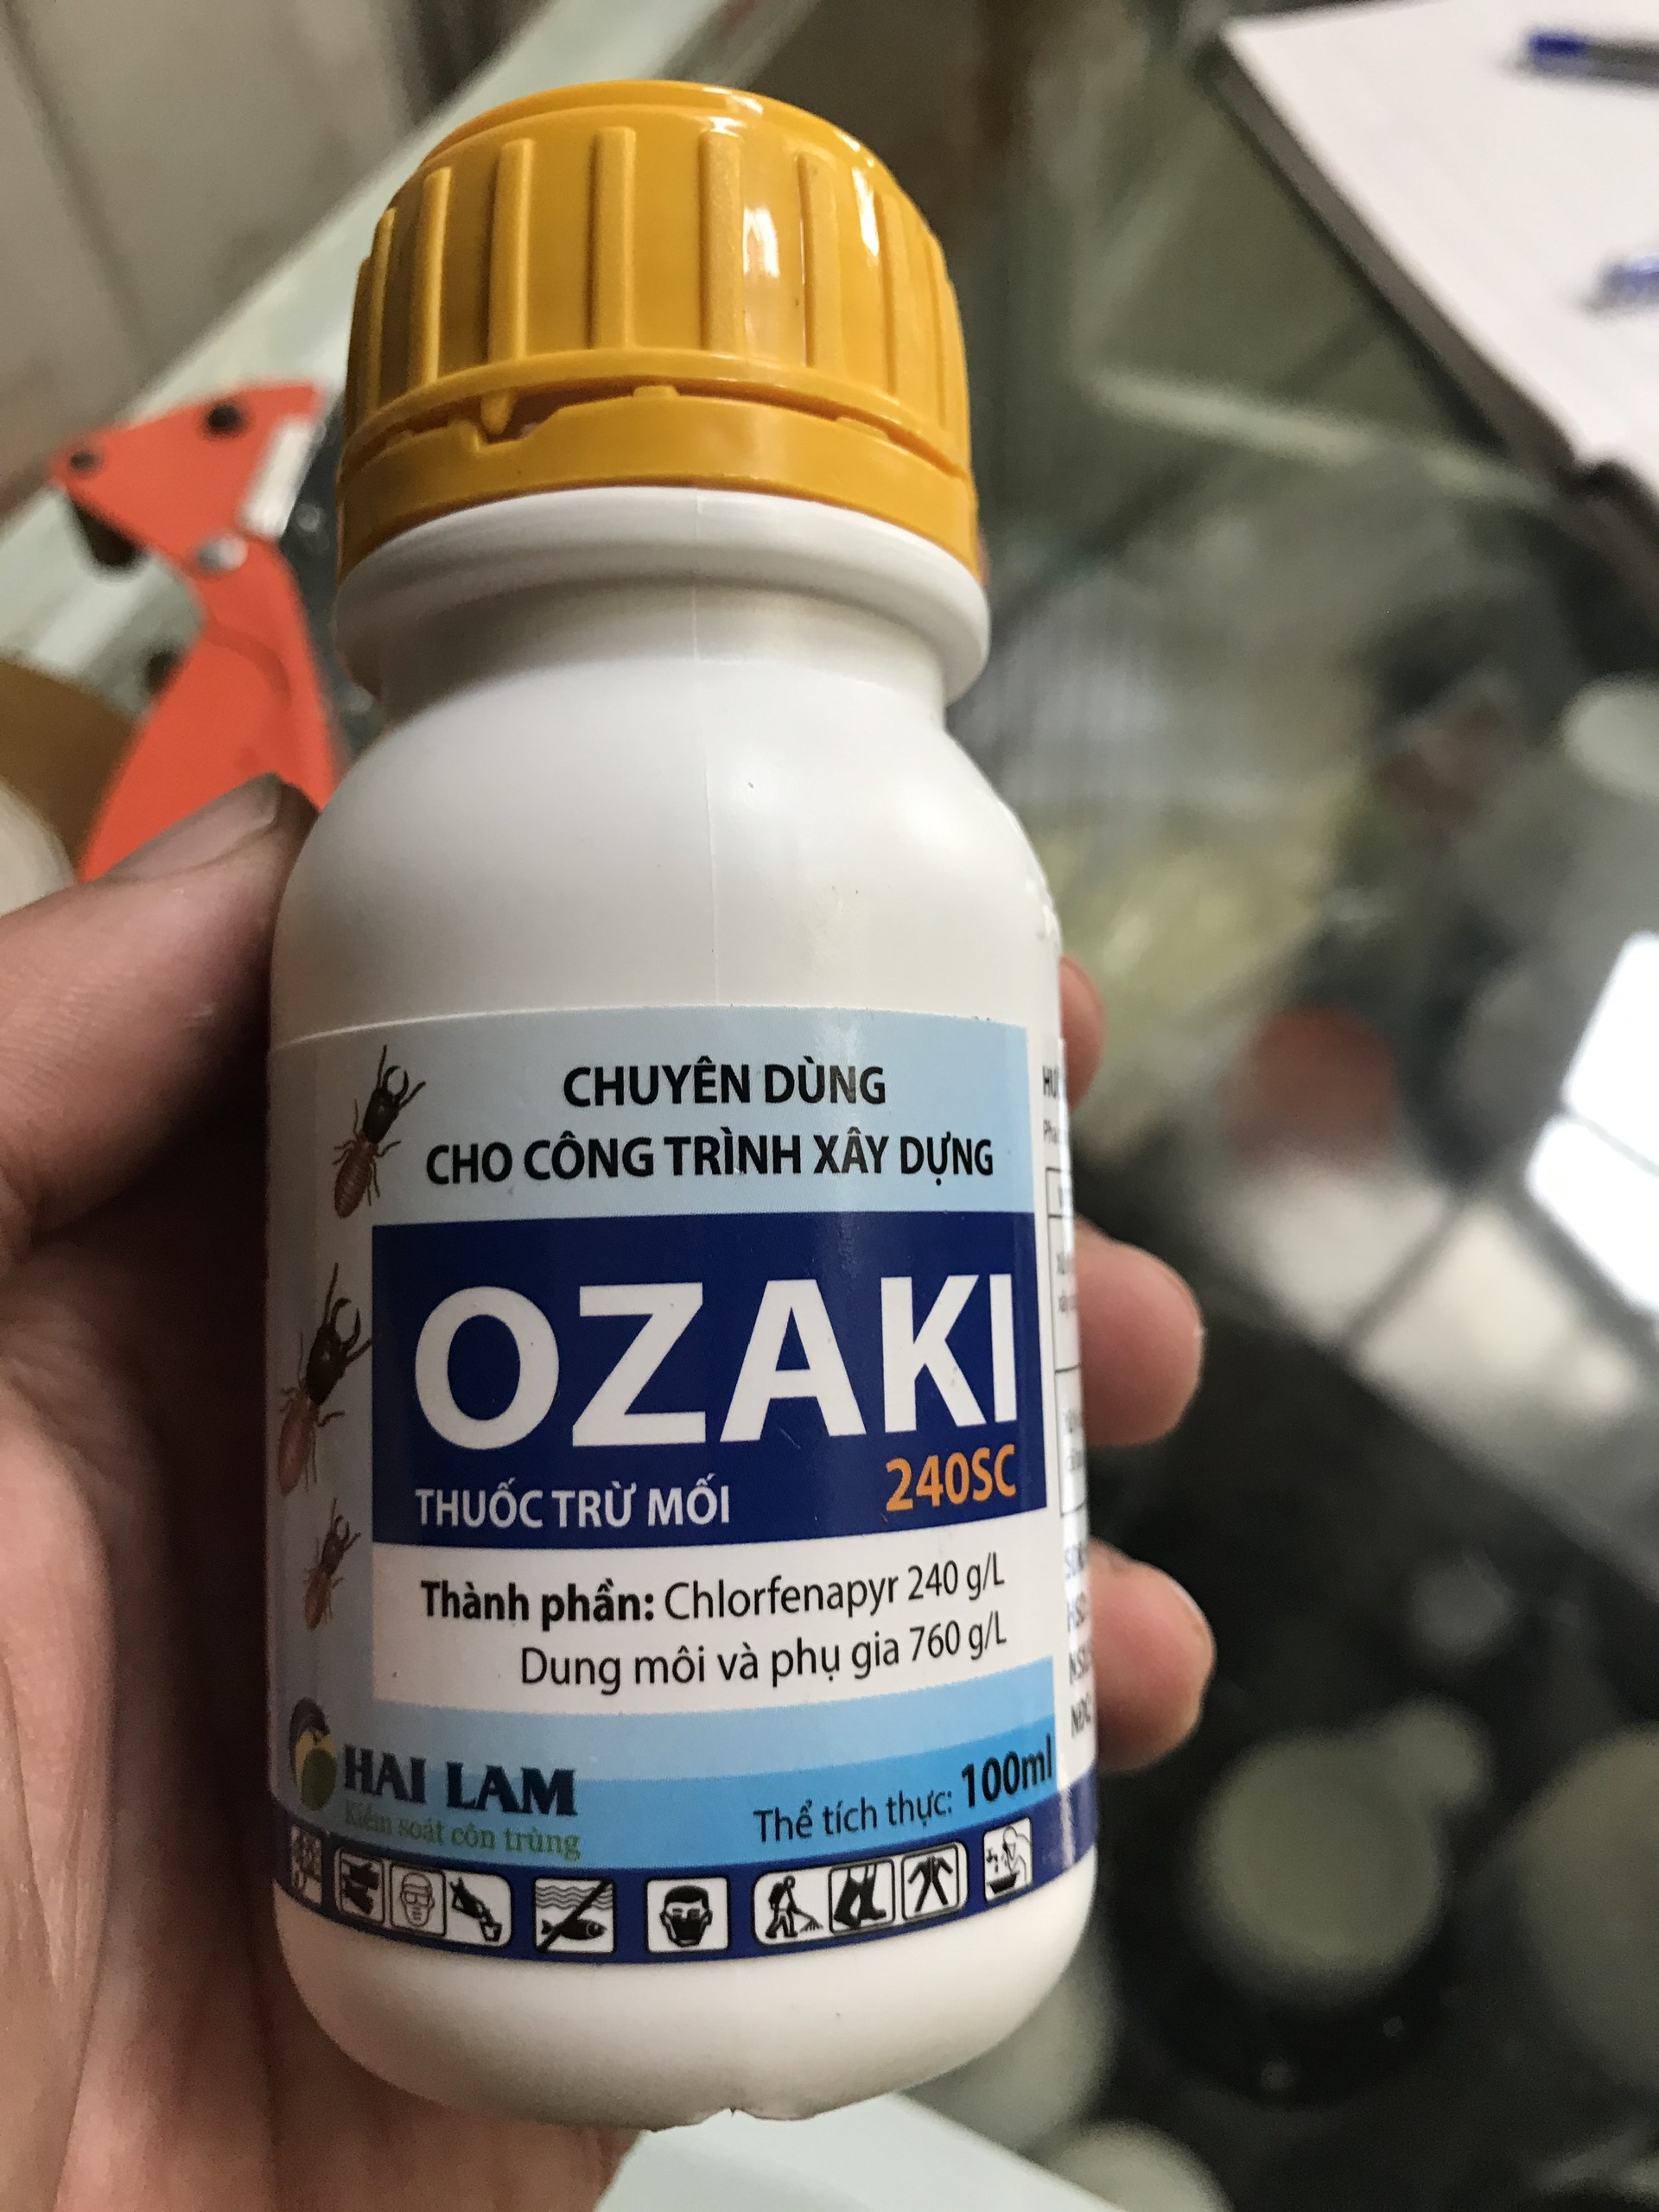 CHUYÊN DÙNG
CHO CÔNG TRÌNH XÂY DỰNG
OZAKI
240SC
THUỐC TRỪ MỐI
Thành phần: Chlorfenapyr 240 g/L
Dung môi và phụ gia 760 g/L
HAI LAM
Kiểm soát côn trùng
Thể tích thực: 100ml